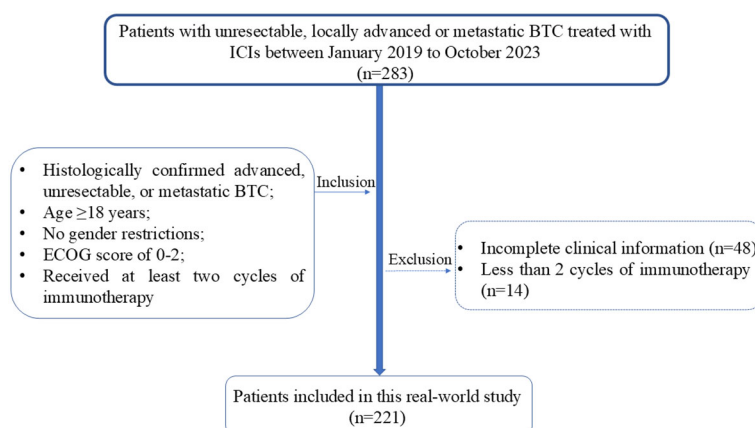 Patients with unresectable, locally advanced or metastatic BTC treated with
ICIs between January 2019 to October 2023
(n=283)
• Histologically confirmed advanced,
unresectable, or metastatic BTC;
• Age ≥18 years;
• No gender restrictions;
• ECOG score of 0-2;
• Received at least two cycles of
immunotherapy
Inclusion
Exclusion
• Incomplete clinical information (n=48)
• Less than 2 cycles of immunotherapy
(n=14)
Patients included in this real-world study
(n=221)